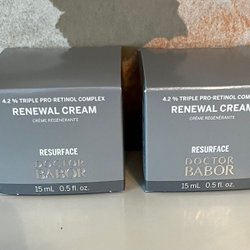 4.2 % TRIPLE PRO-RETINOL COMPLEX
RENEWAL CREAM
CRÈME RÉGÉNÉRANTE
RESURFACE
DOCTOR
BABOR
15 mL 0.5 fl. oz.
4.2 % TRIPLE PRO-RETINOL COMPLEX
RENEWAL CREAM
CRÈME RÉGÉNÉRANTE
RESURFACE
DOCTOR
BABOR
15 mL 0.5 fl. oz.